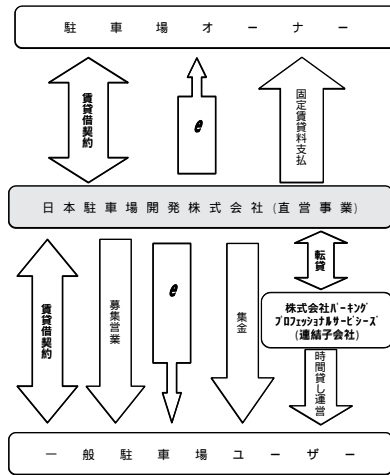 駐車場オーナー
賃貸借契約
e
固定賃貸料支払
日本駐車場開発株式会社(直営事業)
賃貸借契約
募集営業
e
集金
転貸
株式会社パーキング
プロフェッショナルサービシーズ
(連結子会社)
時間貸し運営
一般駐車場ユーザー